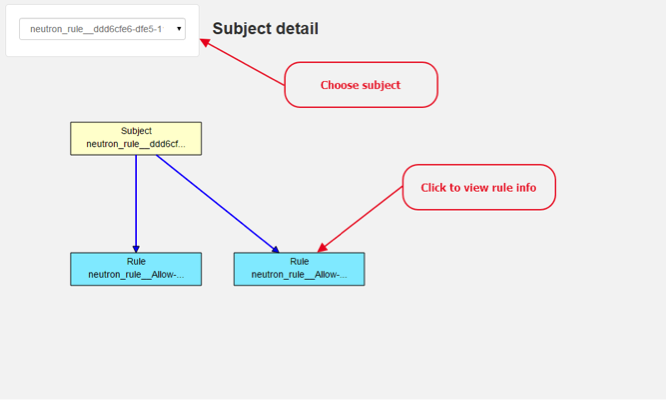 neutron_rule__ddd6cfe6-dfe5-1
Subject detail
Choose subject
Subject
neutron_rule__ddd6cf...
Click to view rule info
Rule
neutron_rule__Allow-...
Rule
neutron_rule__Allow-...